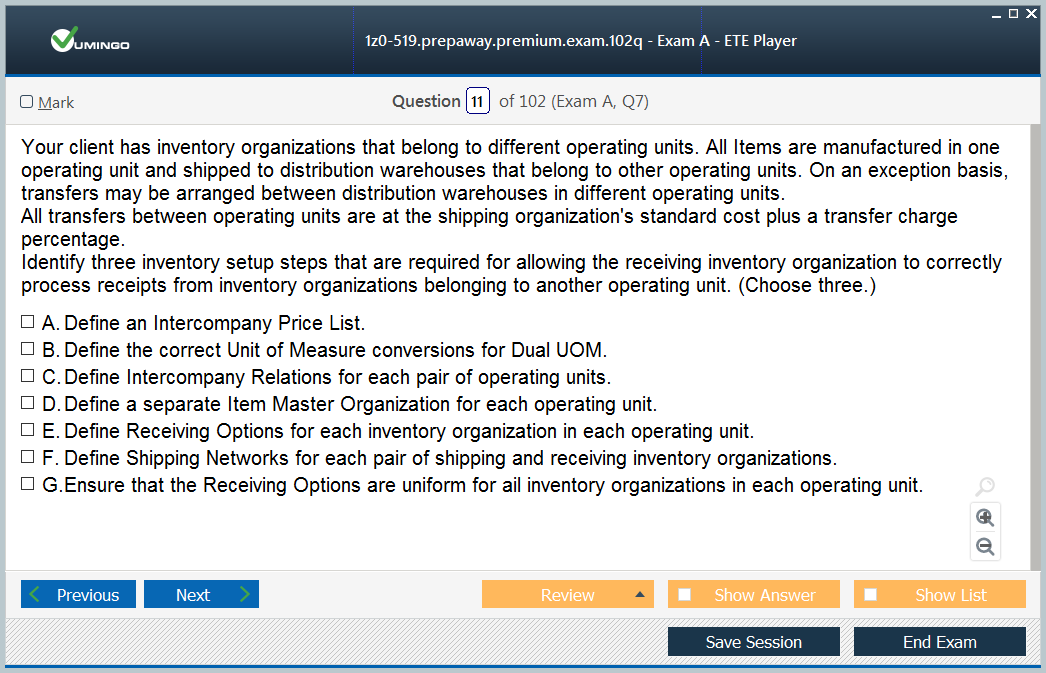 VUMINGO
1z0-519.prepaway.premium.exam.102q - Exam A - ETE Player
Mark
Question 11 of 102 (Exam A, Q7)
Your client has inventory organizations that belong to different operating units. All Items are manufactured in one
operating unit and shipped to distribution warehouses that belong to other operating units. On an exception basis,
transfers may be arranged between distribution warehouses in different operating units.
All transfers between operating units are at the shipping organization's standard cost plus a transfer charge
percentage.
Identify three inventory setup steps that are required for allowing the receiving inventory organization to correctly
process receipts from inventory organizations belonging to another operating unit. (Choose three.)
A. Define an Intercompany Price List.
B. Define the correct Unit of Measure conversions for Dual UOM.
C. Define Intercompany Relations for each pair of operating units.
D. Define a separate Item Master Organization for each operating unit.
E. Define Receiving Options for each inventory organization in each operating unit.
F. Define Shipping Networks for each pair of shipping and receiving inventory organizations.
G. Ensure that the Receiving Options are uniform for ail inventory organizations in each operating unit.
Previous
Next
Review
Show Answer
Show List
Save Session
End Exam